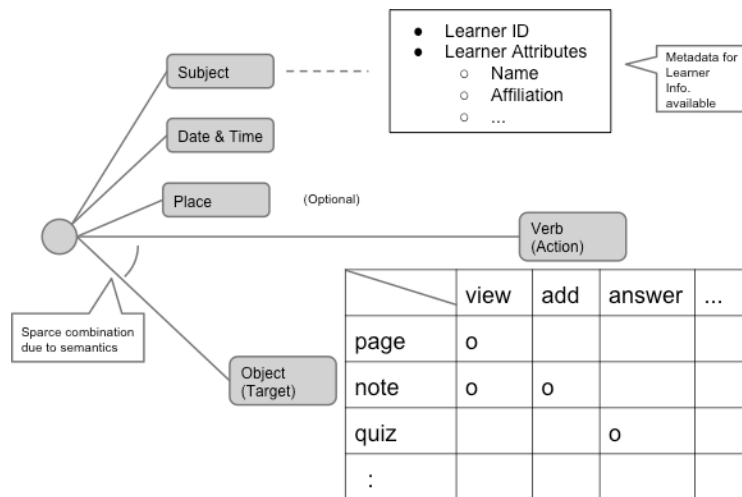 ● Learner ID
● Learner Attributes
○ Name
○ Affiliation
○ ...
Metadata for
Learner
Info.
available
Subject
Date & Time
Place
(Optional)
Verb
(Action)
Sparce combination
due to semantics
Object
(Target)
view add answer ...
page o
note o o
quiz o
: